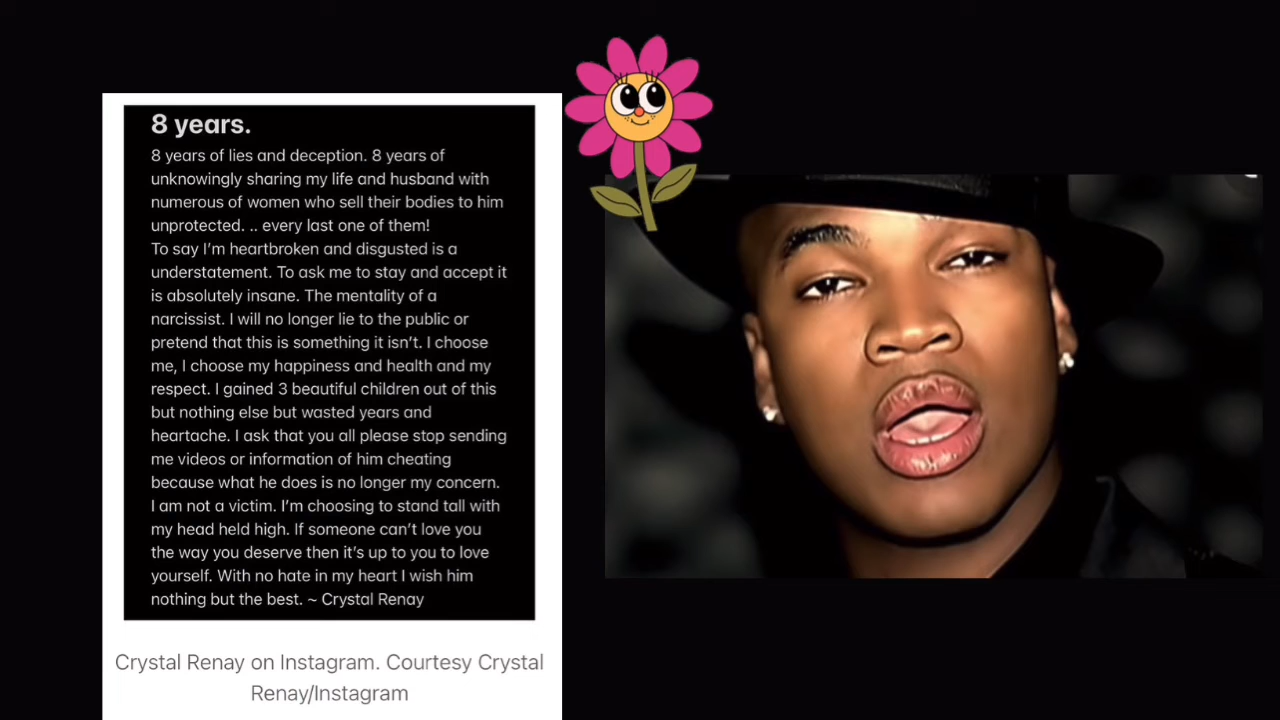 8 years.
8 years of lies and deception. 8 years of
unknowingly sharing my life and husband with
numerous of women who sell their bodies to him
unprotected. .. every last one of them!
To say I'm heartbroken and disgusted is a
understatement. To ask me to stay and accept it
is absolutely insane. The mentality of a
narcissist. I will no longer lie to the public or
pretend that this is something it isn't. I choose
me, I choose my happiness and health and my
respect. I gained 3 beautiful children out of this
but nothing else but wasted years and
heartache. I ask that you all please stop sending
me videos or information of him cheating
because what he does is no longer my concern.
I am not a victim. I'm choosing to stand tall with
my head held high. If someone can't love you
the way you deserve then it's up to you to love
yourself. With no hate in my heart I wish him
nothing but the best. ~ Crystal Renay
Crystal Renay on Instagram. Courtesy Crystal
Renay/Instagram